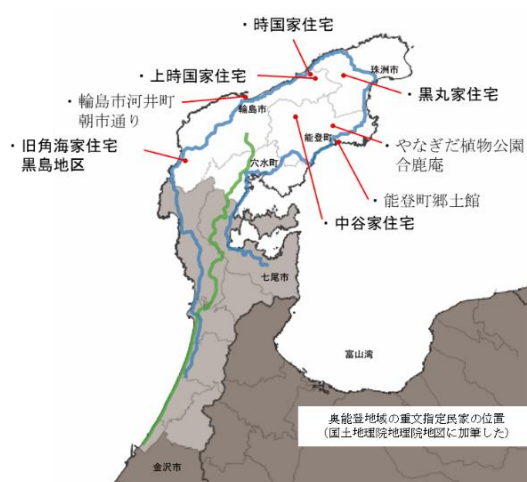 ・時国家住宅
珠洲市
・上時国家住宅
・黒丸家住宅
・輪島市河井町
朝市通り
輪島市
・旧角海家住宅
黒島地区
能登町
・やなぎだ植物公園
合鹿庵
穴水町
・能登町郷土館
・中谷家住宅
七尾市
富山湾
奥能登地域の重文指定民家の位置
（国土地理院地理院地図に加筆した）
金沢市